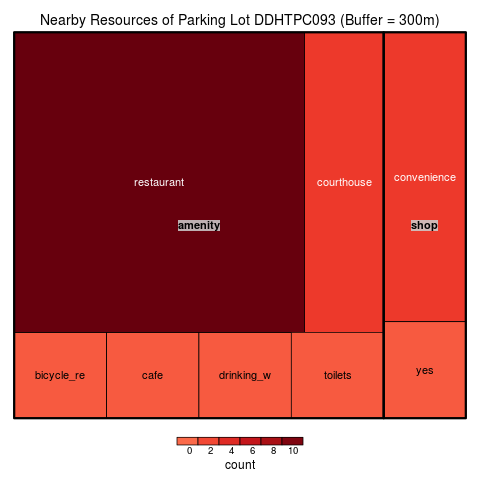 Nearby Resources of Parking Lot DDHTPC093 (Buffer = 300m)
restaurant
courthouse
convenience
amenity
shop
bicycle_re
cafe
drinking_w
toilets
yes
0 2 4 6 8 10
count